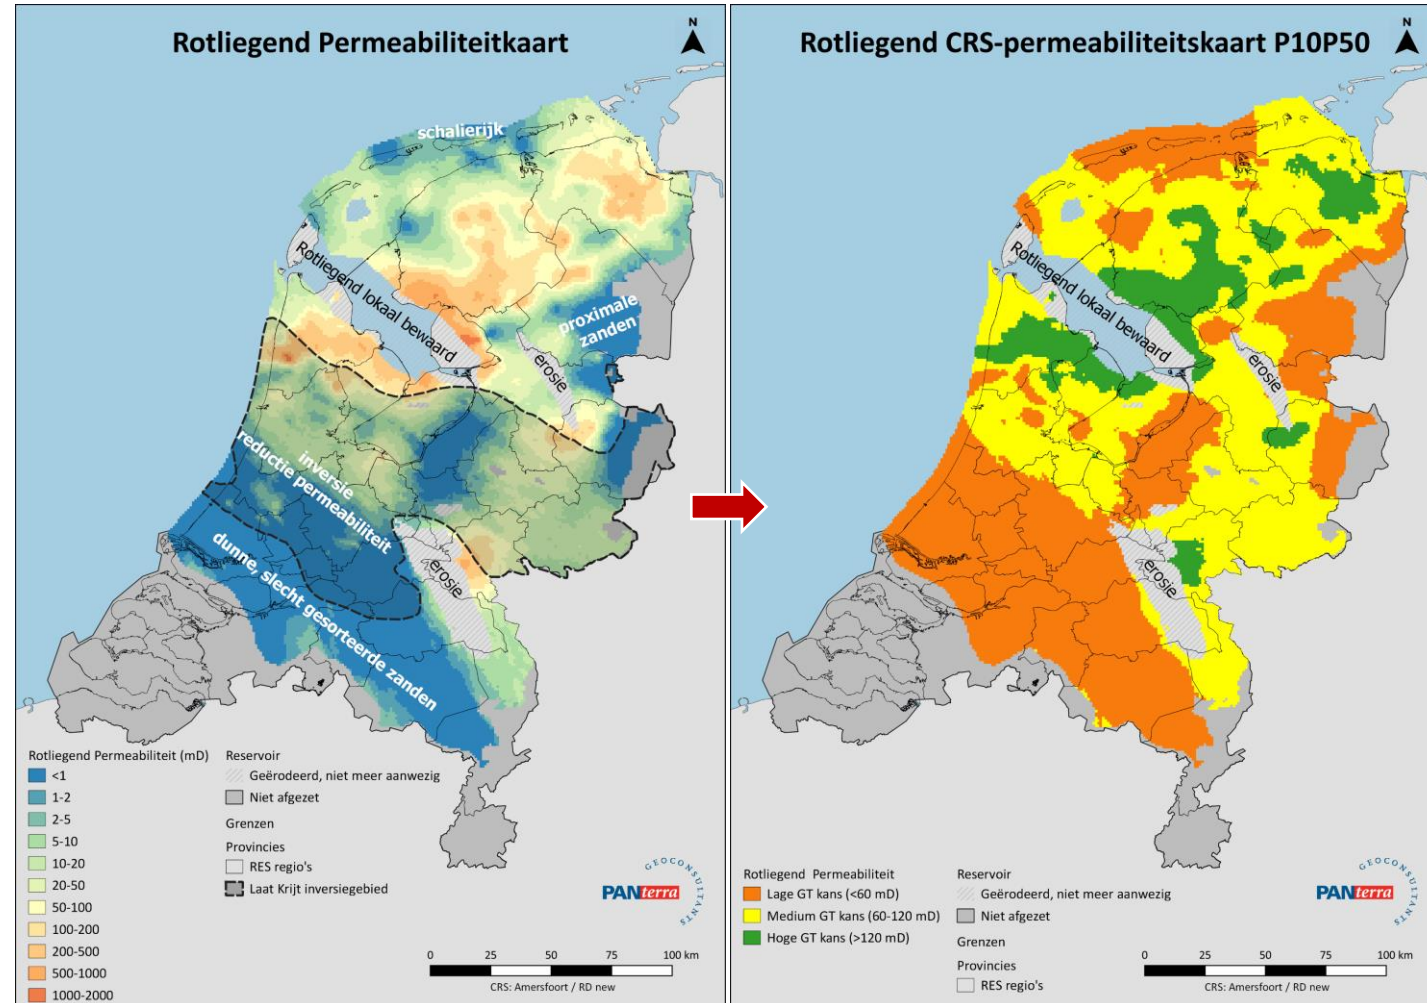 Rotliegend Permeabiliteitkaart
N
schalierijk
Rotliegend lokaal bewaard
proximale
zanden
erosie
inversie
reductie permeabiliteit
dunne, slecht gesorteerde zanden
erosie
Rotliegend Permeabiliteit (mD)
<1
1-2
2-5
5-10
10-20
20-50
50-100
100-200
200-500
500-1000
1000-2000
Reservoir
Geërodeerd, niet meer aanwezig
Niet afgezet
Grenzen
Provincies
RES regio's
Laat Krijt inversiegebied
PANterra
GEOCONSULTANTS
0 25 50 75 100 km
CRS: Amersfoort / RD new
Rotliegend CRS-permeabiliteitskaart P10P50
N
Rotliegend lokaal bewaard
erosie
erosie
Rotliegend Permeabiliteit
Lage GT kans (<60 mD)
Medium GT kans (60-120 mD)
Hoge GT kans (>120 mD)
Reservoir
Geërodeerd, niet meer aanwezig
Niet afgezet
Grenzen
Provincies
RES regio's
PANterra
GEOCONSULTANTS
0 25 50 75 100 km
CRS: Amersfoort / RD new